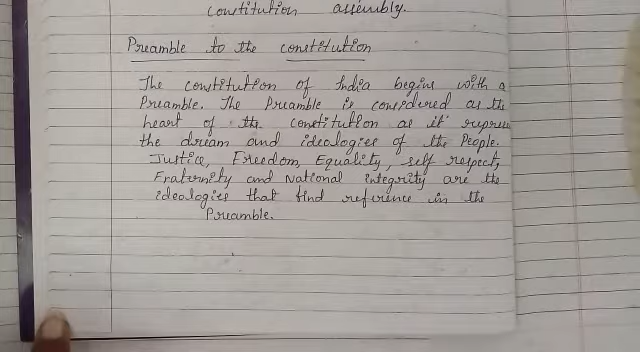 constitution assembly.
Preamble to the constitution
The constitution of India begins with a
Preamble. The Preamble is considered as the
heart of the constitution as it
the dream and ideologies of the People.
Justice, Freedom, Equality, self respect,
Fraternity and National integrity are the
ideologies that find reference in the
Preamble.